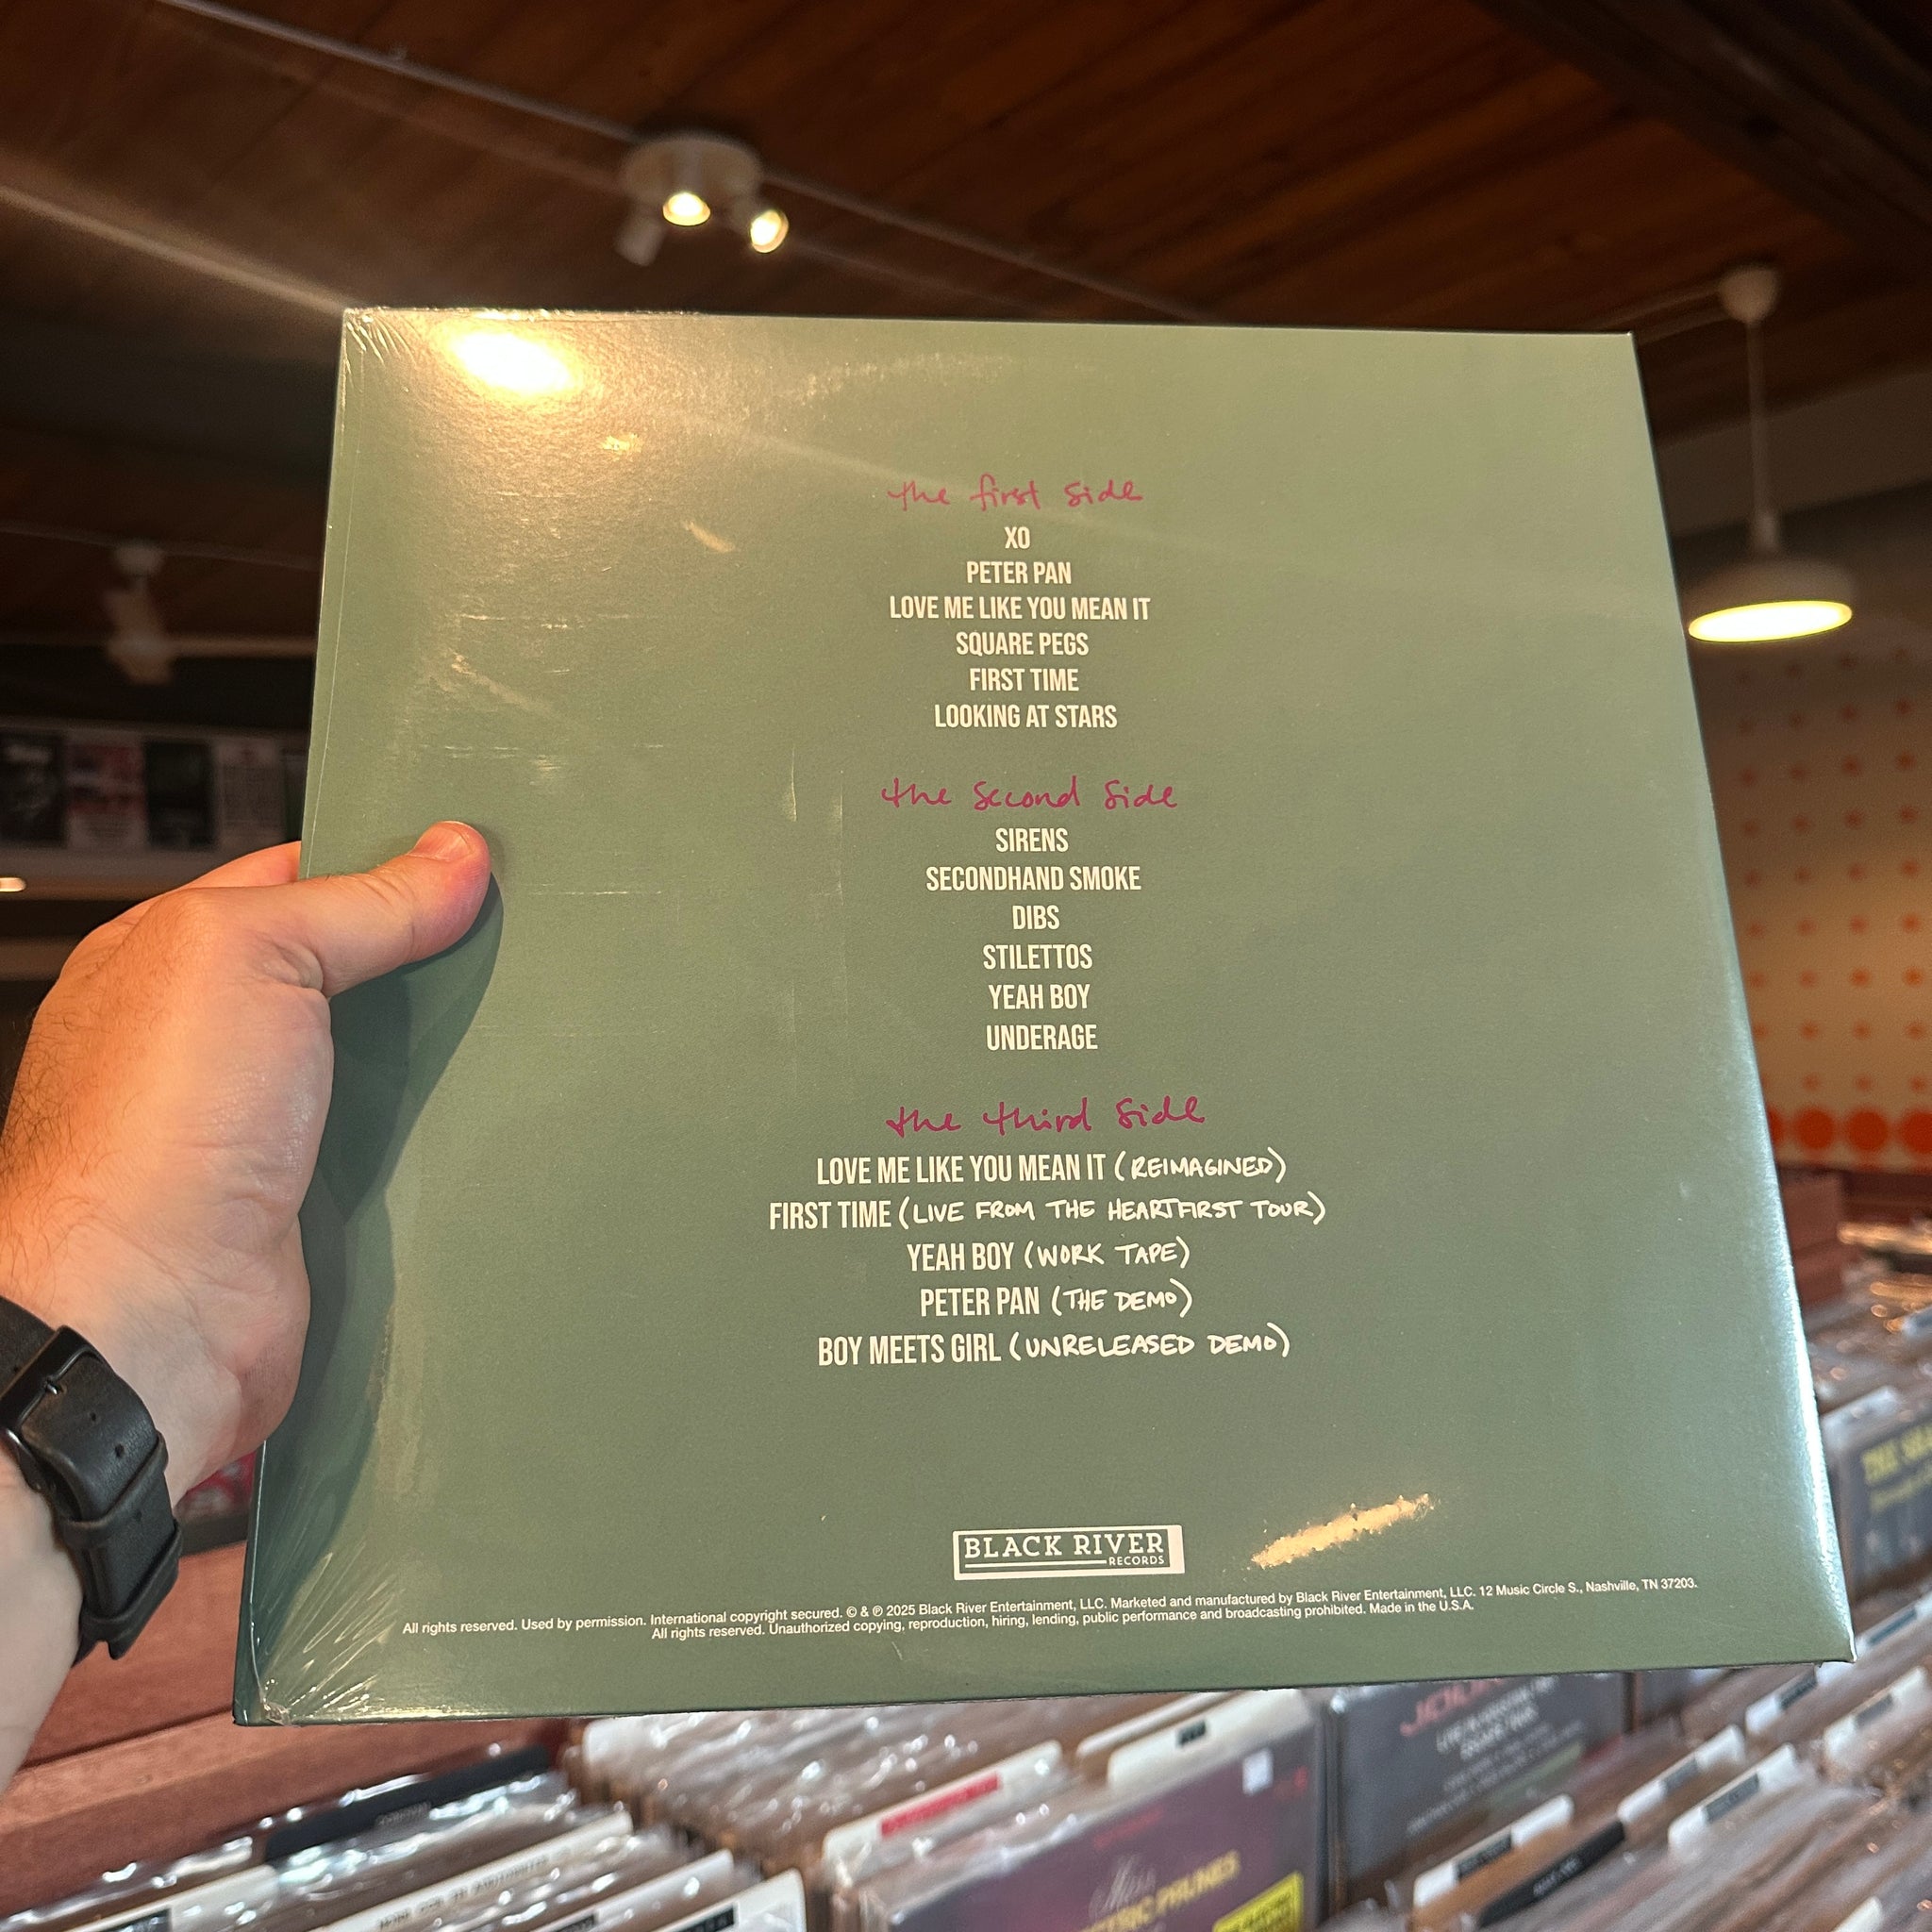 the first side
XO
PETER PAN
LOVE ME LIKE YOU MEAN IT
SQUARE PEGS
FIRST TIME
LOOKING AT STARS
the second side
SIRENS
SECONDHAND SMOKE
DIBS
STILETTOS
YEAH BOY
UNDERAGE
the third side
LOVE ME LIKE YOU MEAN IT (REIMAGINED)
FIRST TIME (LIVE FROM THE HEARTFIRST TOUR)
YEAH BOY (WORK TAPE)
PETER PAN (THE DEMO)
BOY MEETS GIRL (UNRELEASED DEMO)
BLACK RIVER
RECORDS
All rights reserved. Used by permission. International copyright secured. © & ℗ 2025 Black River Entertainment, LLC. Marketed and manufactured by Black River Entertainment, LLC. 12 Music Circle S., Nashville, TN 37203.
All rights reserved. Unauthorized copying, reproduction, hiring, lending, public performance and broadcasting prohibited. Made in the U.S.A.